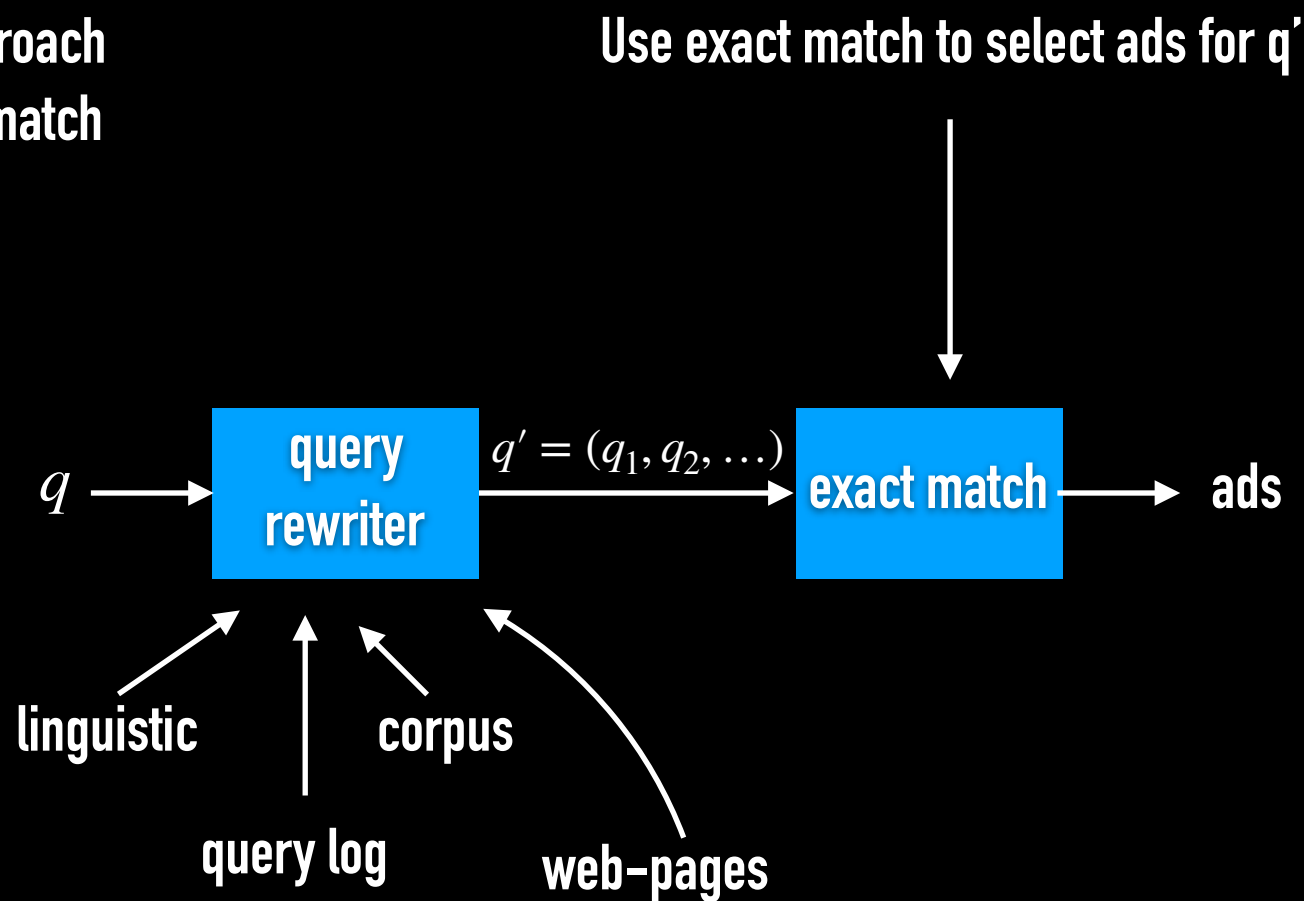 roach
match
Use exact match to select ads for q′
q
query
rewriter
q′ = (q₁, q₂, …)
exact match
ads
linguistic
corpus
query log
web-pages